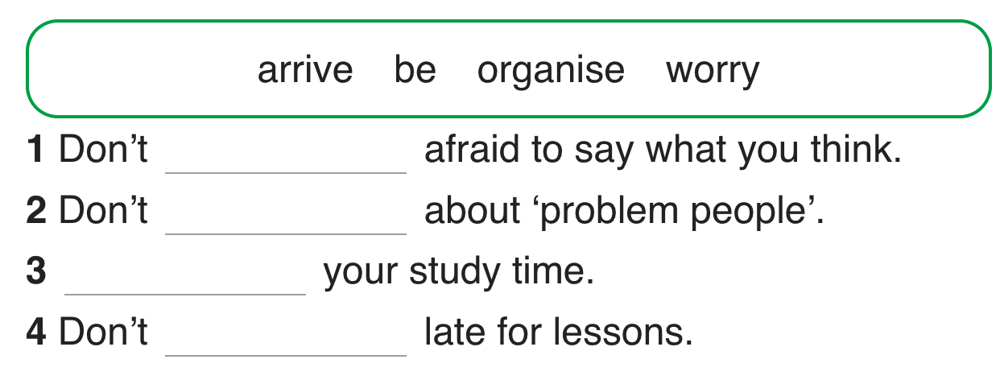 arrive be organise worry
1 Don’t ____________ afraid to say what you think.
2 Don’t ____________ about ‘problem people’.
3 ____________ your study time.
4 Don’t ____________ late for lessons.